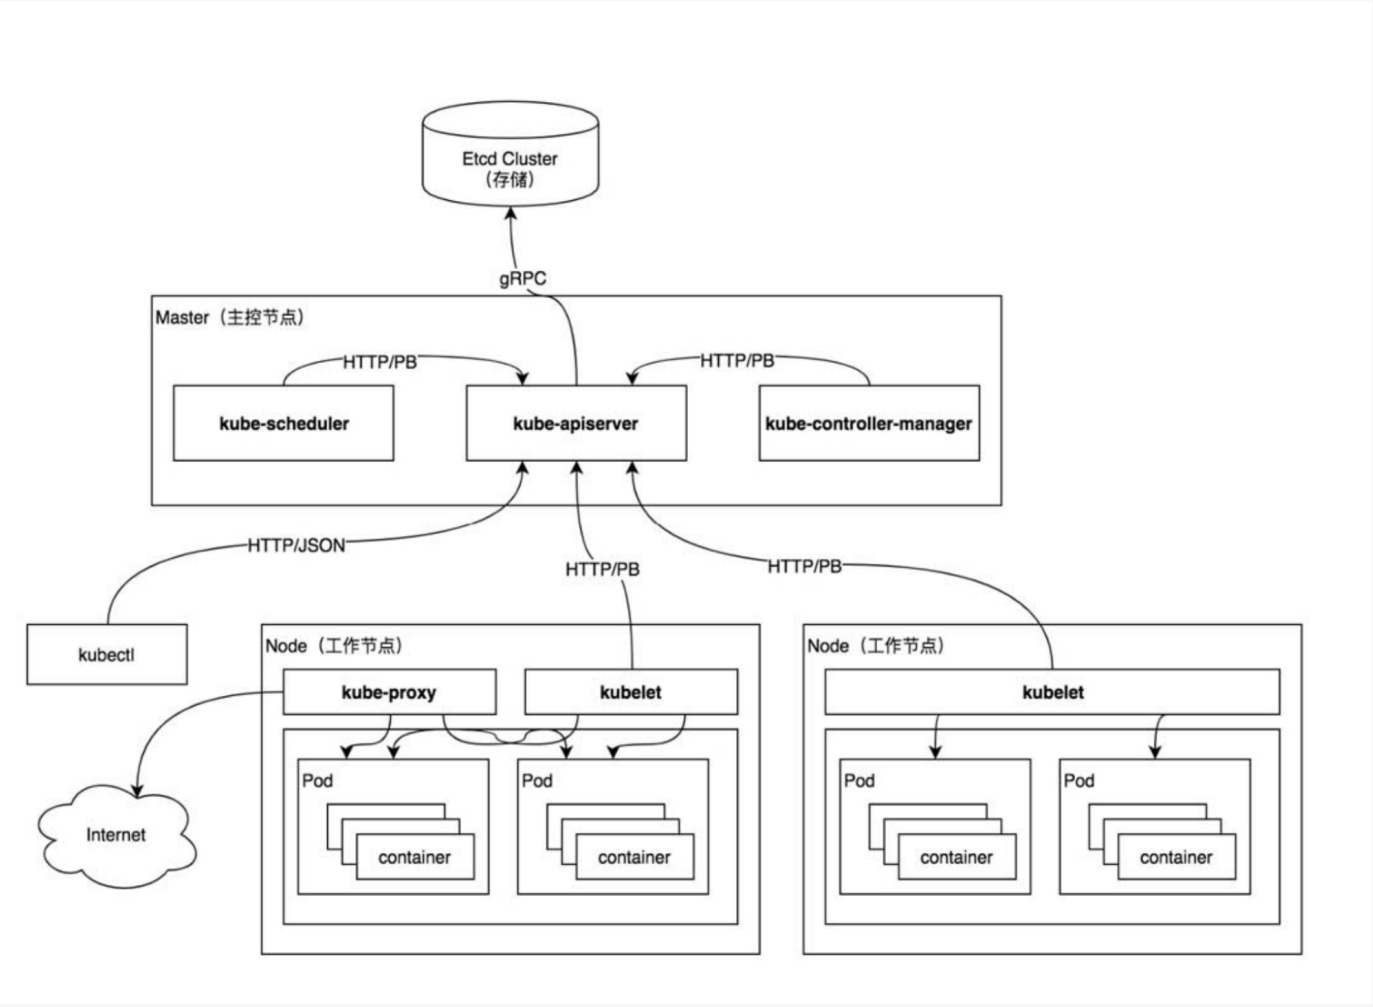 Etcd Cluster
（存储）
gRPC
Master（主控节点）
HTTP/PB
HTTP/PB
kube-scheduler
kube-apiserver
kube-controller-manager
HTTP/JSON
HTTP/PB
HTTP/PB
kubectl
Node（工作节点）
kube-proxy
kubelet
Pod
container
Pod
container
Node（工作节点）
kubelet
Pod
container
Pod
container
Internet